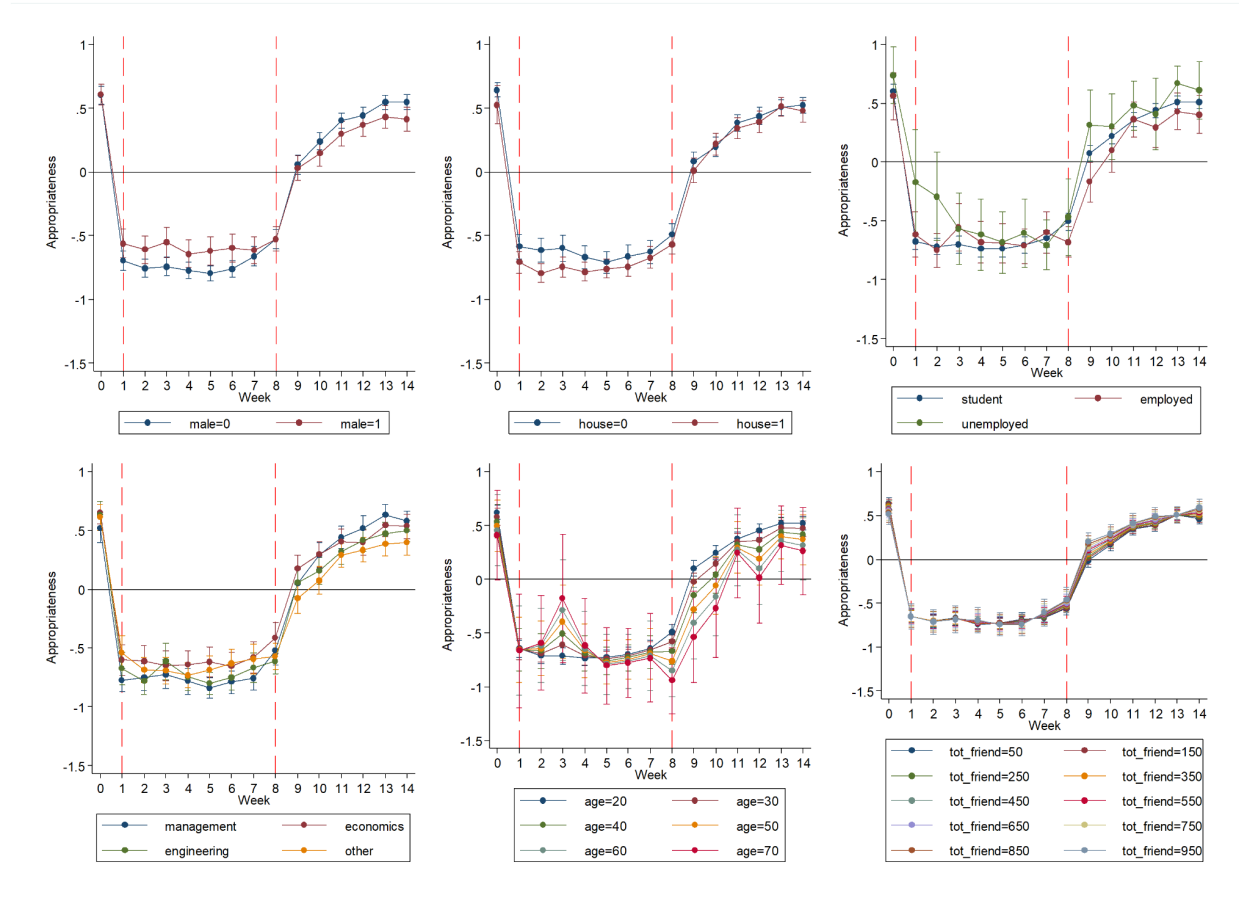 1
.5
0
-.5
-1
-1.5
Appropriateness
0 1 2 3 4 5 6 7 8 9 10 11 12 13 14
Week
male=0 male=1
1
.5
0
-.5
-1
-1.5
Appropriateness
0 1 2 3 4 5 6 7 8 9 10 11 12 13 14
Week
house=0 house=1
1
.5
0
-.5
-1
-1.5
Appropriateness
0 1 2 3 4 5 6 7 8 9 10 11 12 13 14
Week
student employed
unemployed
1
.5
0
-.5
-1
-1.5
Appropriateness
0 1 2 3 4 5 6 7 8 9 10 11 12 13 14
Week
management economics
engineering other
1
.5
0
-.5
-1
-1.5
Appropriateness
0 1 2 3 4 5 6 7 8 9 10 11 12 13 14
Week
age=20 age=30
age=40 age=50
age=60 age=70
1
.5
0
-.5
-1
-1.5
Appropriateness
0 1 2 3 4 5 6 7 8 9 10 11 12 13 14
Week
tot_friend=50 tot_friend=150
tot_friend=250 tot_friend=350
tot_friend=450 tot_friend=550
tot_friend=650 tot_friend=750
tot_friend=850 tot_friend=950